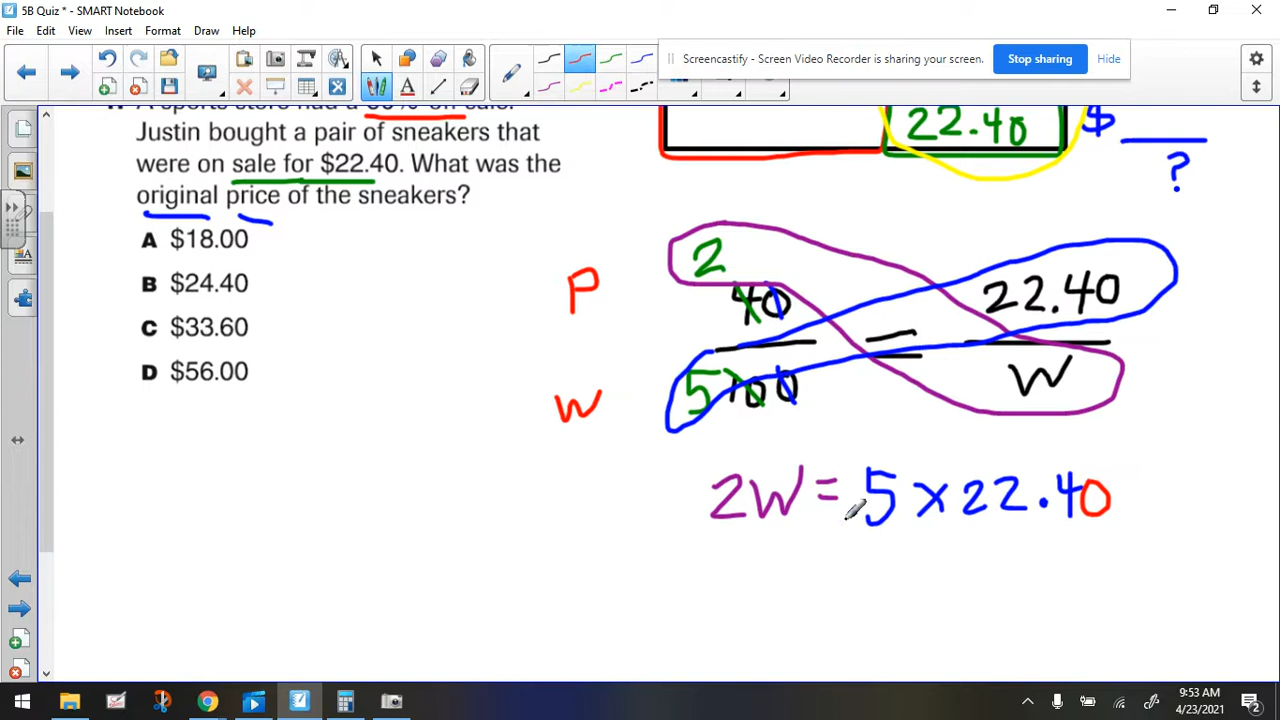 5B Quiz * - SMART Notebook
File Edit View Insert Format Draw Help
Screencastify - Screen Video Recorder is sharing your screen. Stop sharing Hide
sale.
Justin bought a pair of sneakers that
were on sale for $22.40. What was the
original price of the sneakers?
A $18.00
B $24.40
C $33.60
D $56.00
22.40 $
?
2
P 40 22.40
=
W 5 100 W
2W = 5 x 22.40
9:53 AM
4/23/2021
2